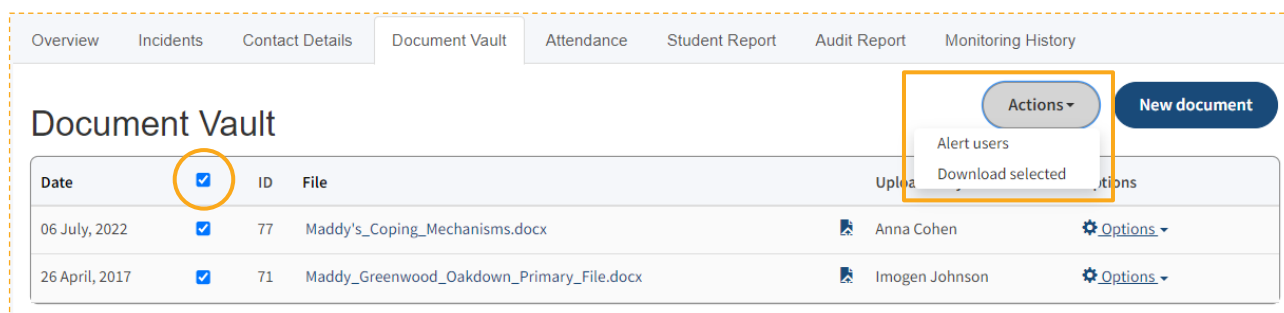 Overview Incidents Contact Details Document Vault Attendance Student Report Audit Report Monitoring History
Document Vault
Actions New document
Alert users
Download selected
Date ID File
06 July, 2022 77 Maddy's_Coping_Mechanisms.docx Anna Cohen Options
26 April, 2017 71 Maddy_Greenwood_Oakdown_Primary_File.docx Imogen Johnson Options